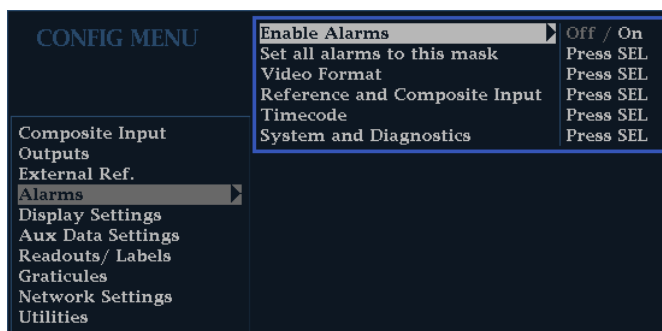 CONFIG MENU
Enable Alarms Off / On
Set all alarms to this mask Press SEL
Video Format Press SEL
Reference and Composite Input Press SEL
Timecode Press SEL
System and Diagnostics Press SEL
Composite Input
Outputs
External Ref.
Alarms
Display Settings
Aux Data Settings
Readouts/ Labels
Graticules
Network Settings
Utilities